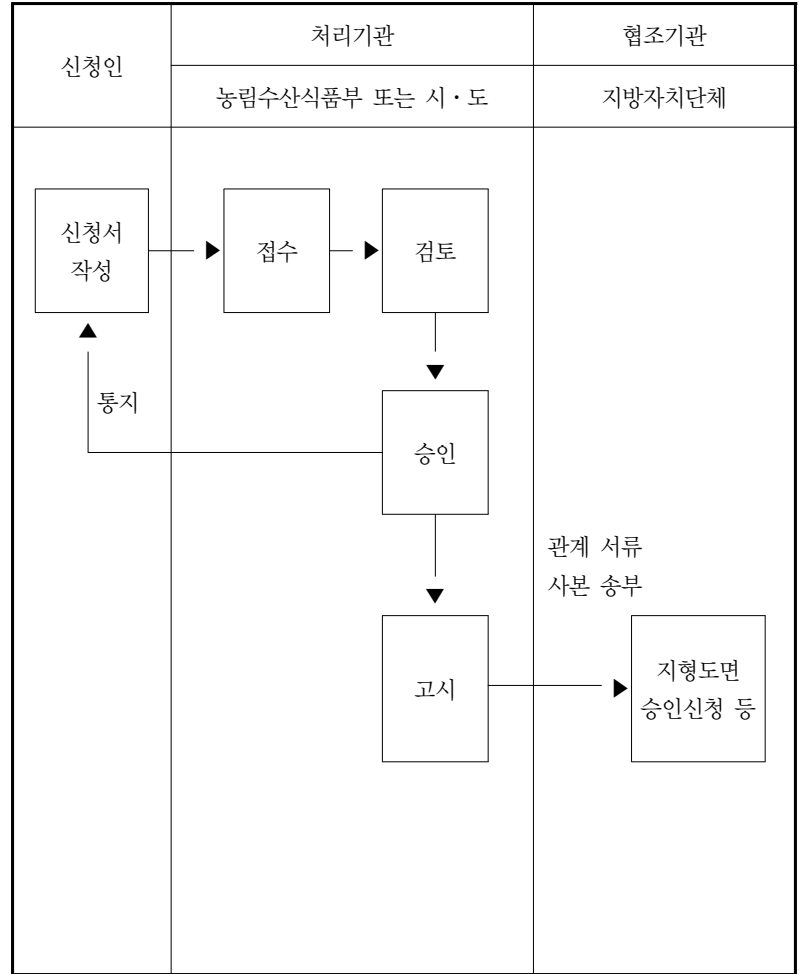 신청인
처리기관
협조기관
농림수산식품부 또는 시·도
지방자치단체
신청서
작성
접수
검토
통지
승인
관계 서류
사본 송부
고시
지형도면
승인신청 등